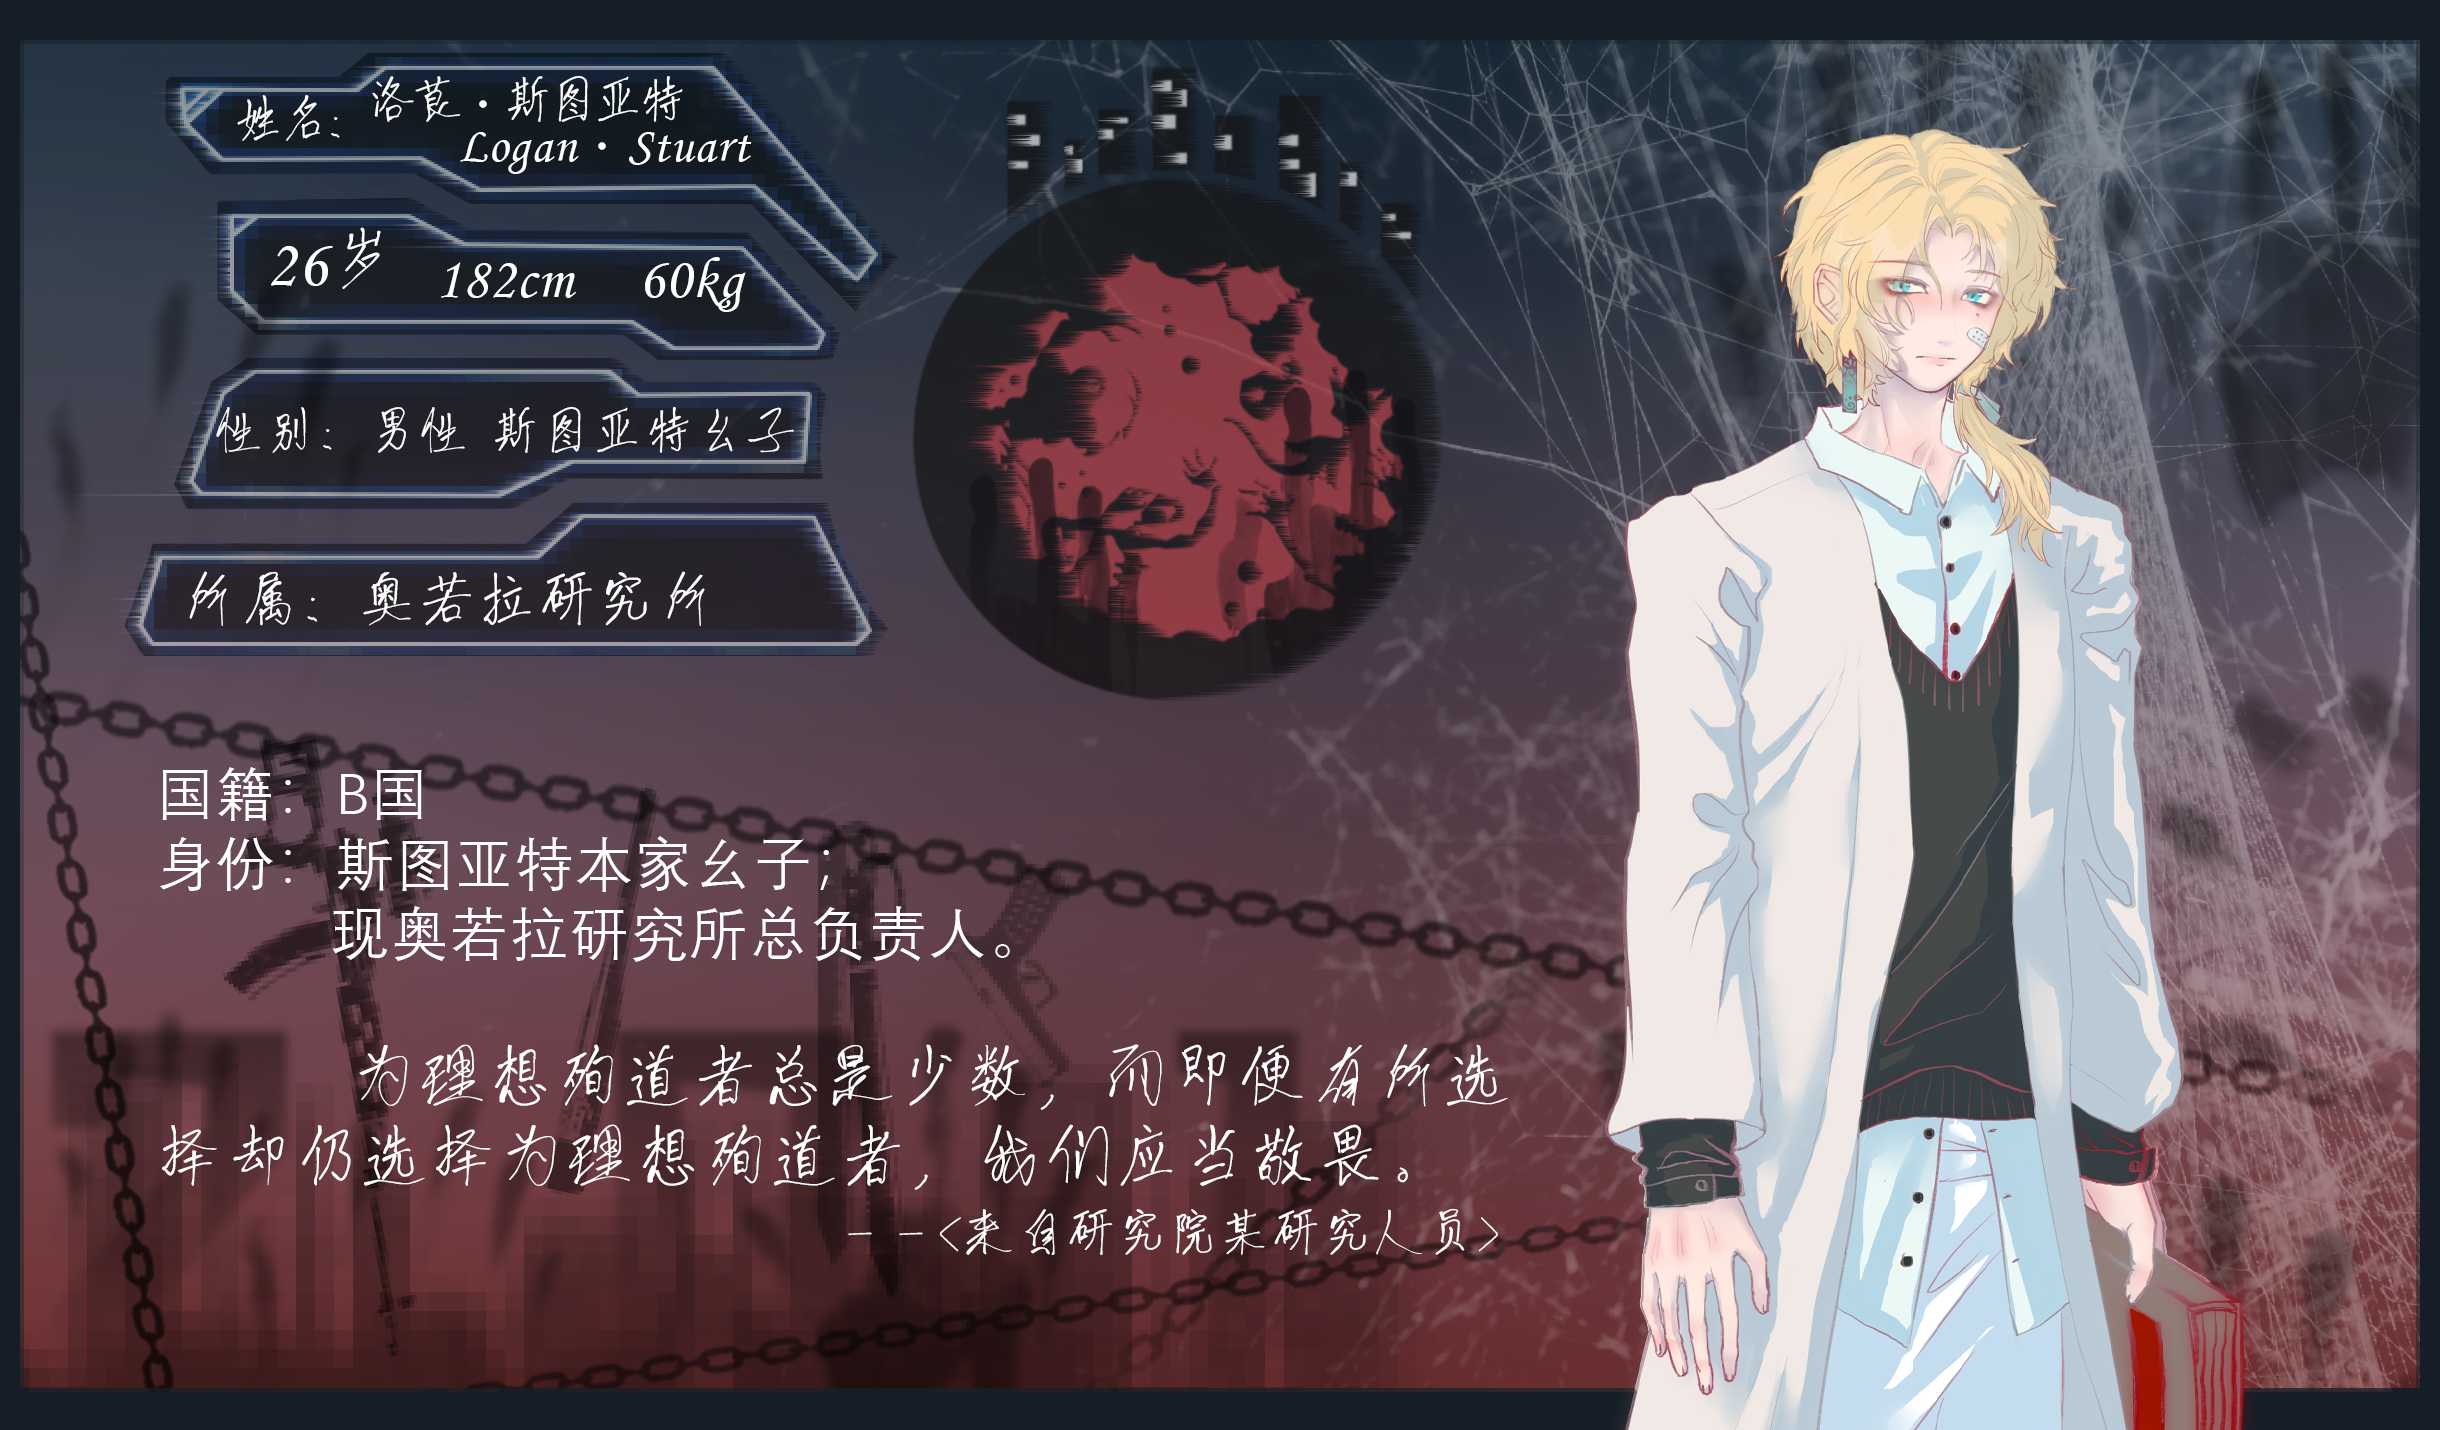 姓名：洛莨·斯图亚特
Logan·Stuart
26岁 182cm 60kg
性别：男性 斯图亚特幺子
所属：奥若拉研究所
国籍：B国
身份：斯图亚特本家幺子；
现奥若拉研究所总负责人。
为理想殉道者总是少数，而即便有所选
择却仍选择为理想殉道者，我们应当敬畏。
--<来自研究院某研究人员>